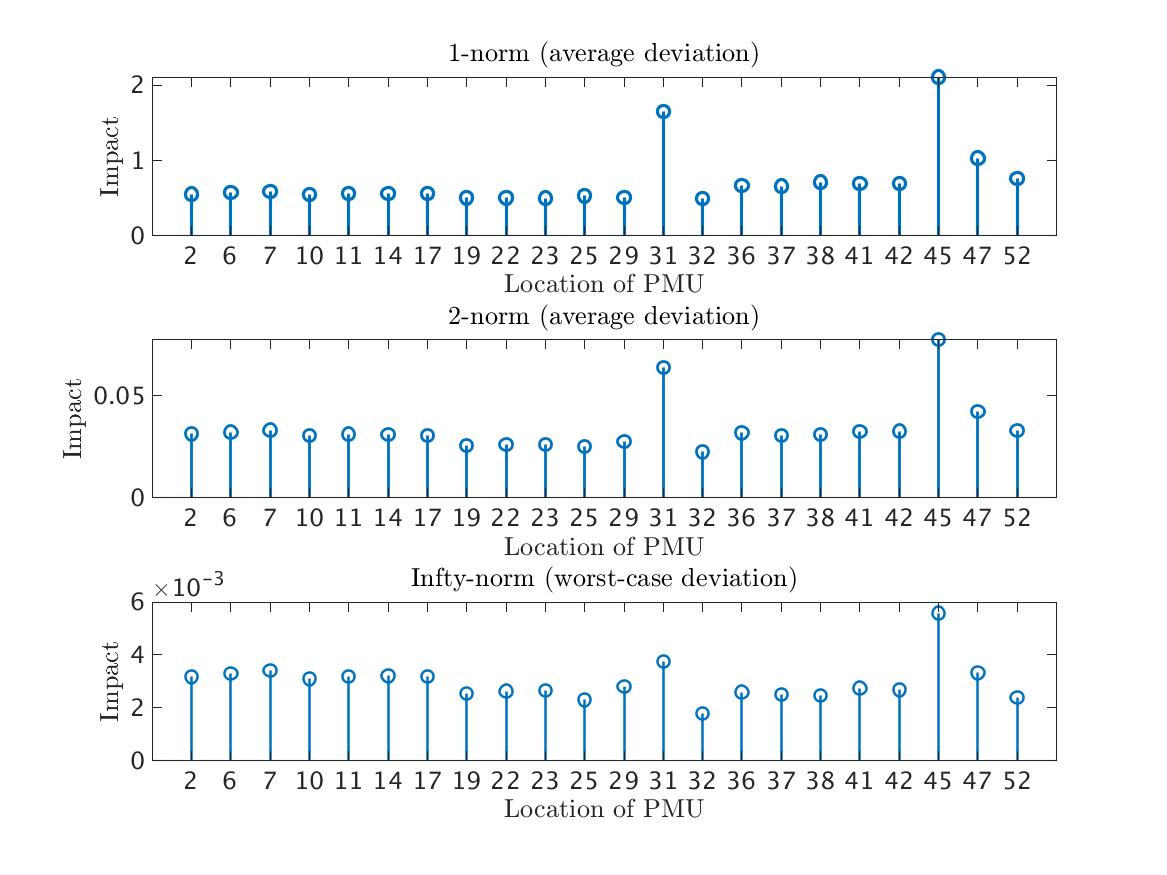 1-norm (average deviation)
2
1
0
Impact
2 6 7 10 11 14 17 19 22 23 25 29 31 32 36 37 38 41 42 45 47 52
Location of PMU
2-norm (average deviation)
0.05
0
Impact
2 6 7 10 11 14 17 19 22 23 25 29 31 32 36 37 38 41 42 45 47 52
Location of PMU
Infty-norm (worst-case deviation)
×10⁻³
6
4
2
0
Impact
2 6 7 10 11 14 17 19 22 23 25 29 31 32 36 37 38 41 42 45 47 52
Location of PMU